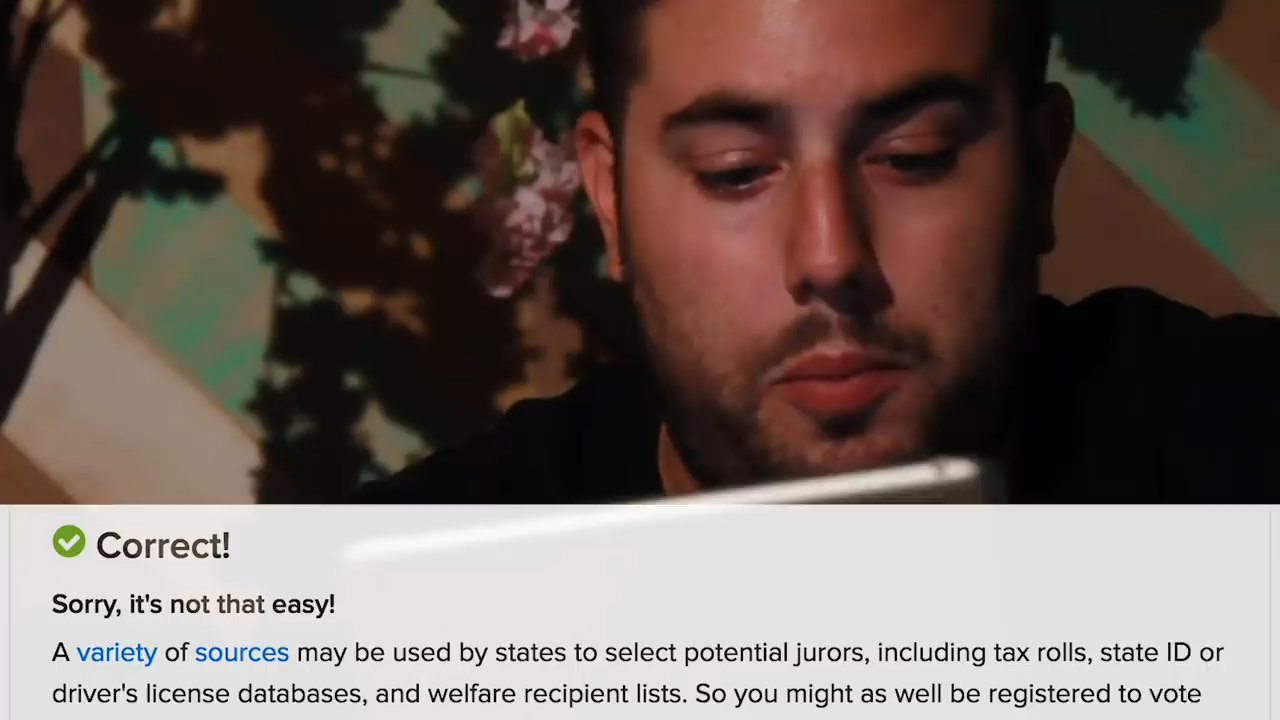 Correct!
Sorry, it's not that easy!
A variety of sources may be used by states to select potential jurors, including tax rolls, state ID or
driver's license databases, and welfare recipient lists. So you might as well be registered to vote